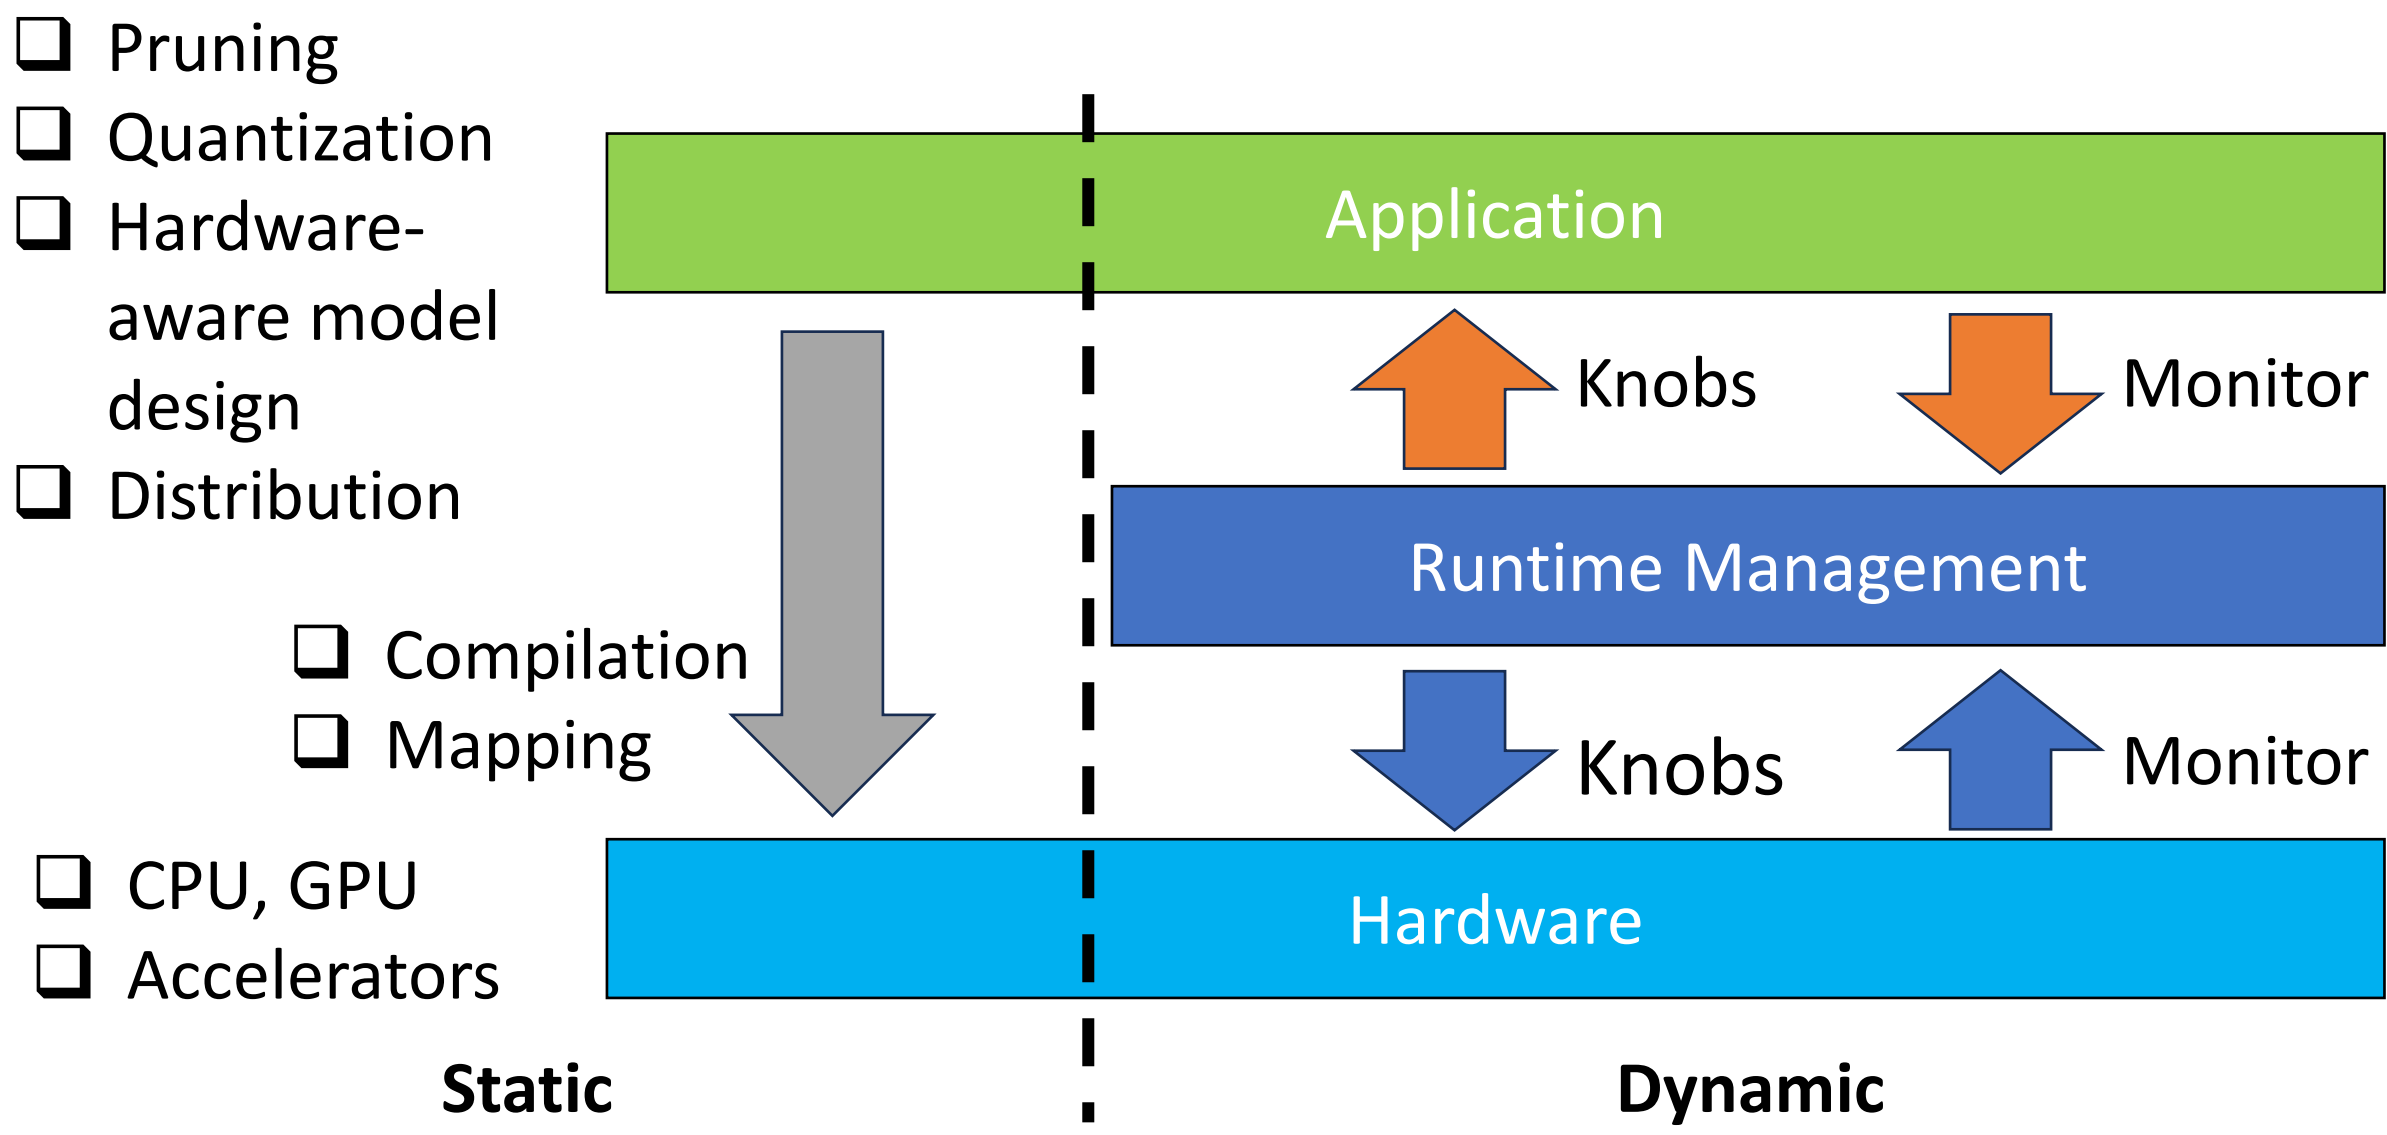 Pruning
Quantization
Hardware-
aware model
design
Distribution
Compilation
Mapping
CPU, GPU
Accelerators
Static
Application
Knobs
Monitor
Runtime Management
Knobs
Monitor
Hardware
Dynamic